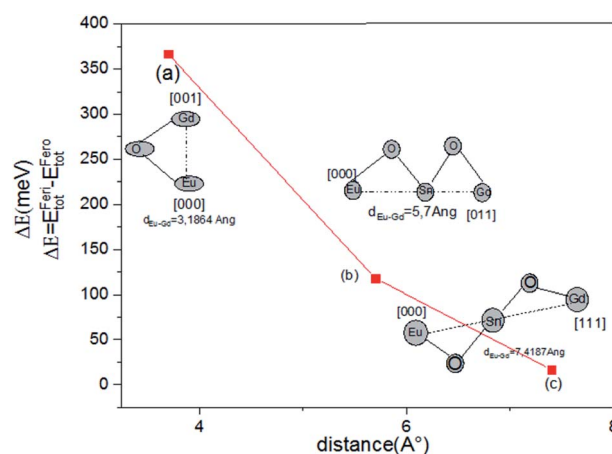 400
350
300
250
200
150
100
50
0
ΔE(meV)
ΔE=E_tot^Feri-E_tot^Fero
(a)
[001]
Gd
O
Eu
[000]
d_Eu-Gd=3,1864 Ang
O
O
[000]
Eu
Sn
Gd
d_Eu-Gd=5,7Ang
[011]
(b)
O
Gd
[000]
Sn
[111]
Eu
O
d_Eu-Gd=7,4187Ang
(c)
4
6
8
distance(A°)